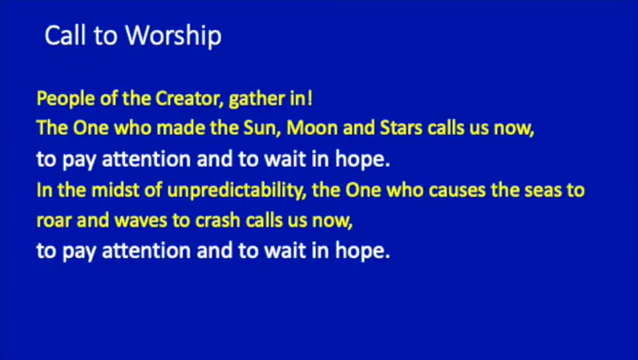 Call to Worship
People of the Creator, gather in!
The One who made the Sun, Moon and Stars calls us now,
to pay attention and to wait in hope.
In the midst of unpredictability, the One who causes the seas to
roar and waves to crash calls us now,
to pay attention and to wait in hope.